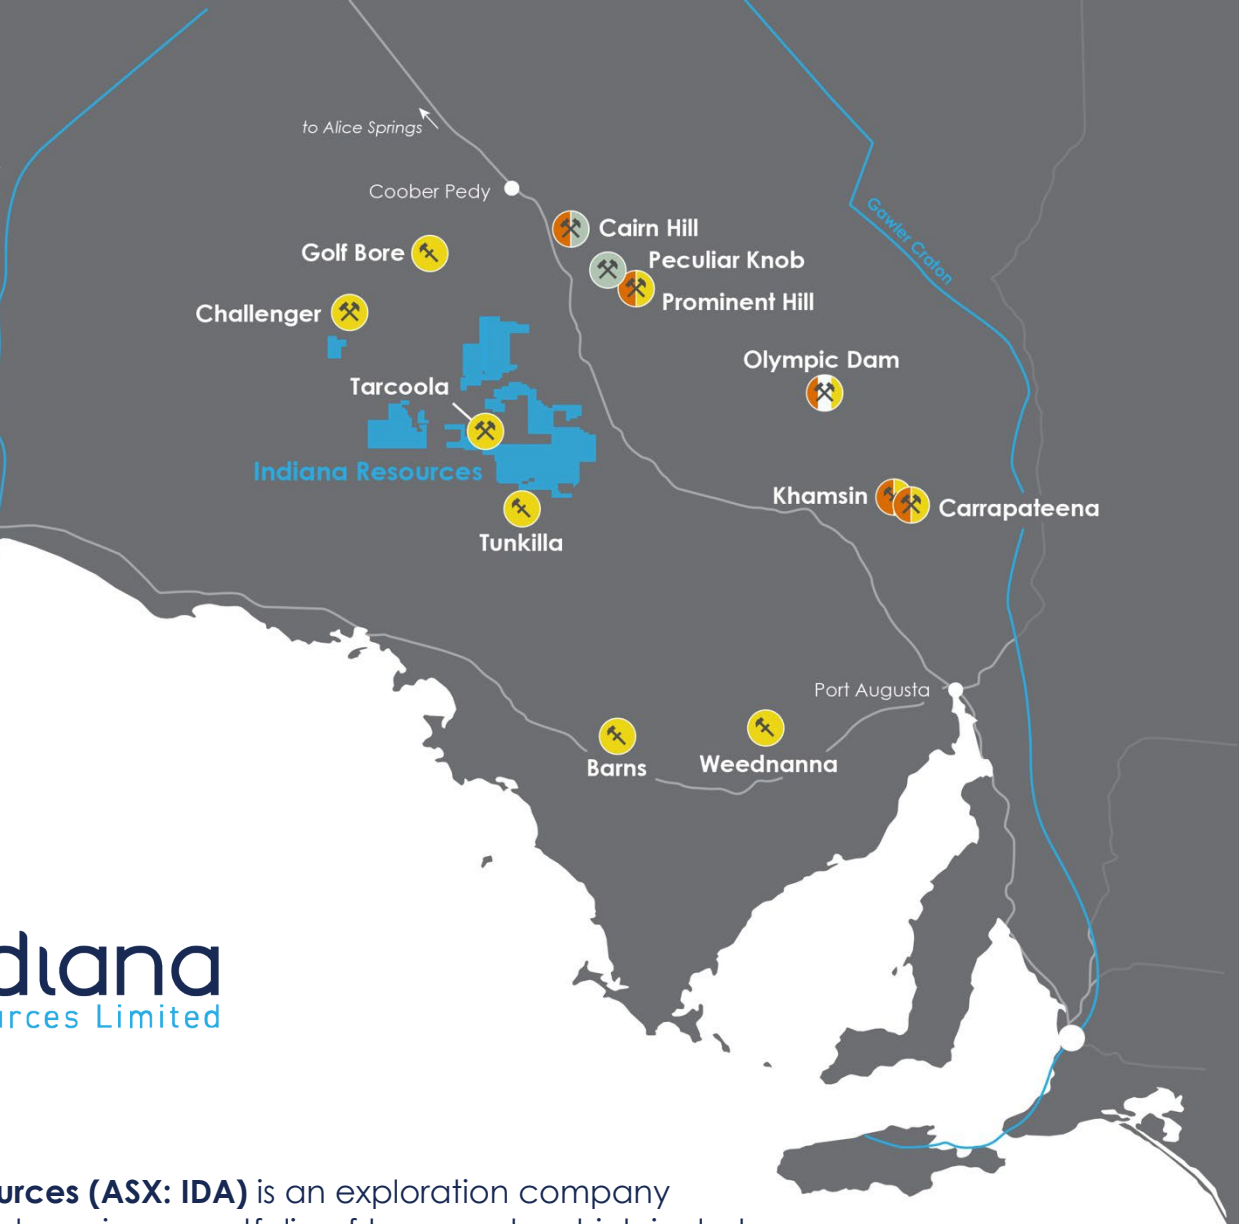 to Alice Springs
Coober Pedy
Cairn Hill
Golf Bore
Peculiar Knob
Prominent Hill
Challenger
Gawler Craton
Olympic Dam
Tarcoola
Indiana Resources
Khamsin
Carrapateena
Tunkilla
Port Augusta
Barns
Weednanna
diana
urces Limited
urces (ASX: IDA) is an exploration company